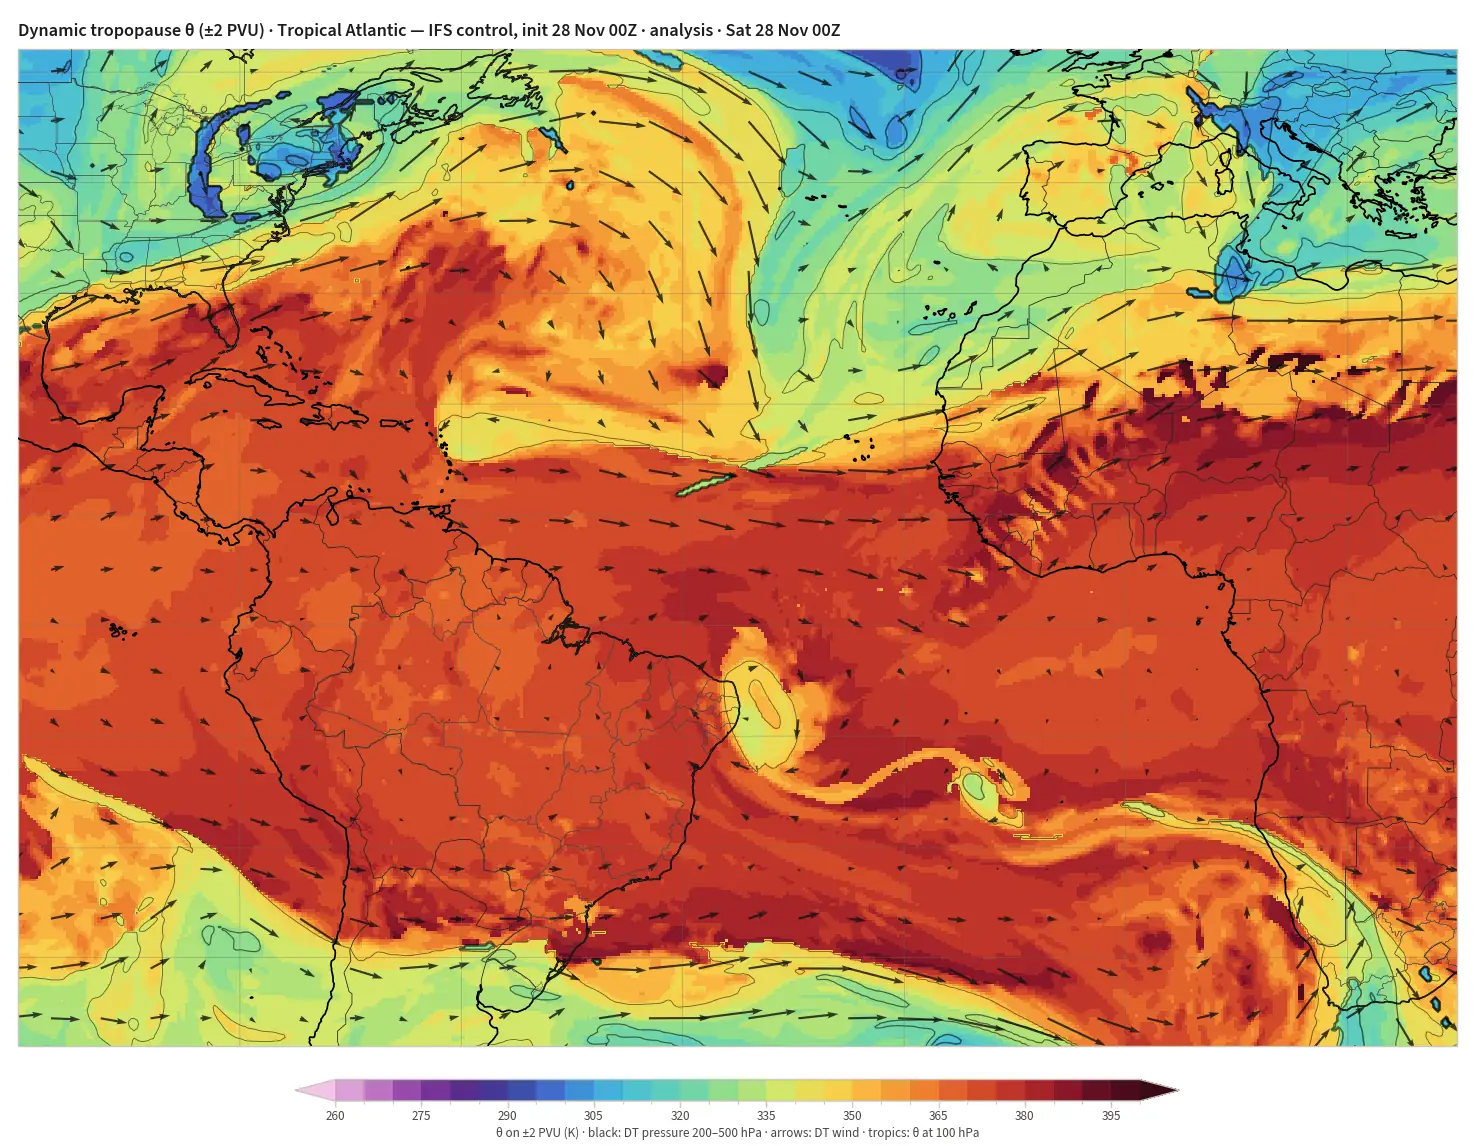 Dynamic tropopause θ (±2 PVU) · Tropical Atlantic — IFS control, init 28 Nov 00Z · analysis · Sat 28 Nov 00Z
260 275 290 305 320 335 350 365 380 395
θ on ±2 PVU (K) · black: DT pressure 200–500 hPa · arrows: DT wind · tropics: θ at 100 hPa